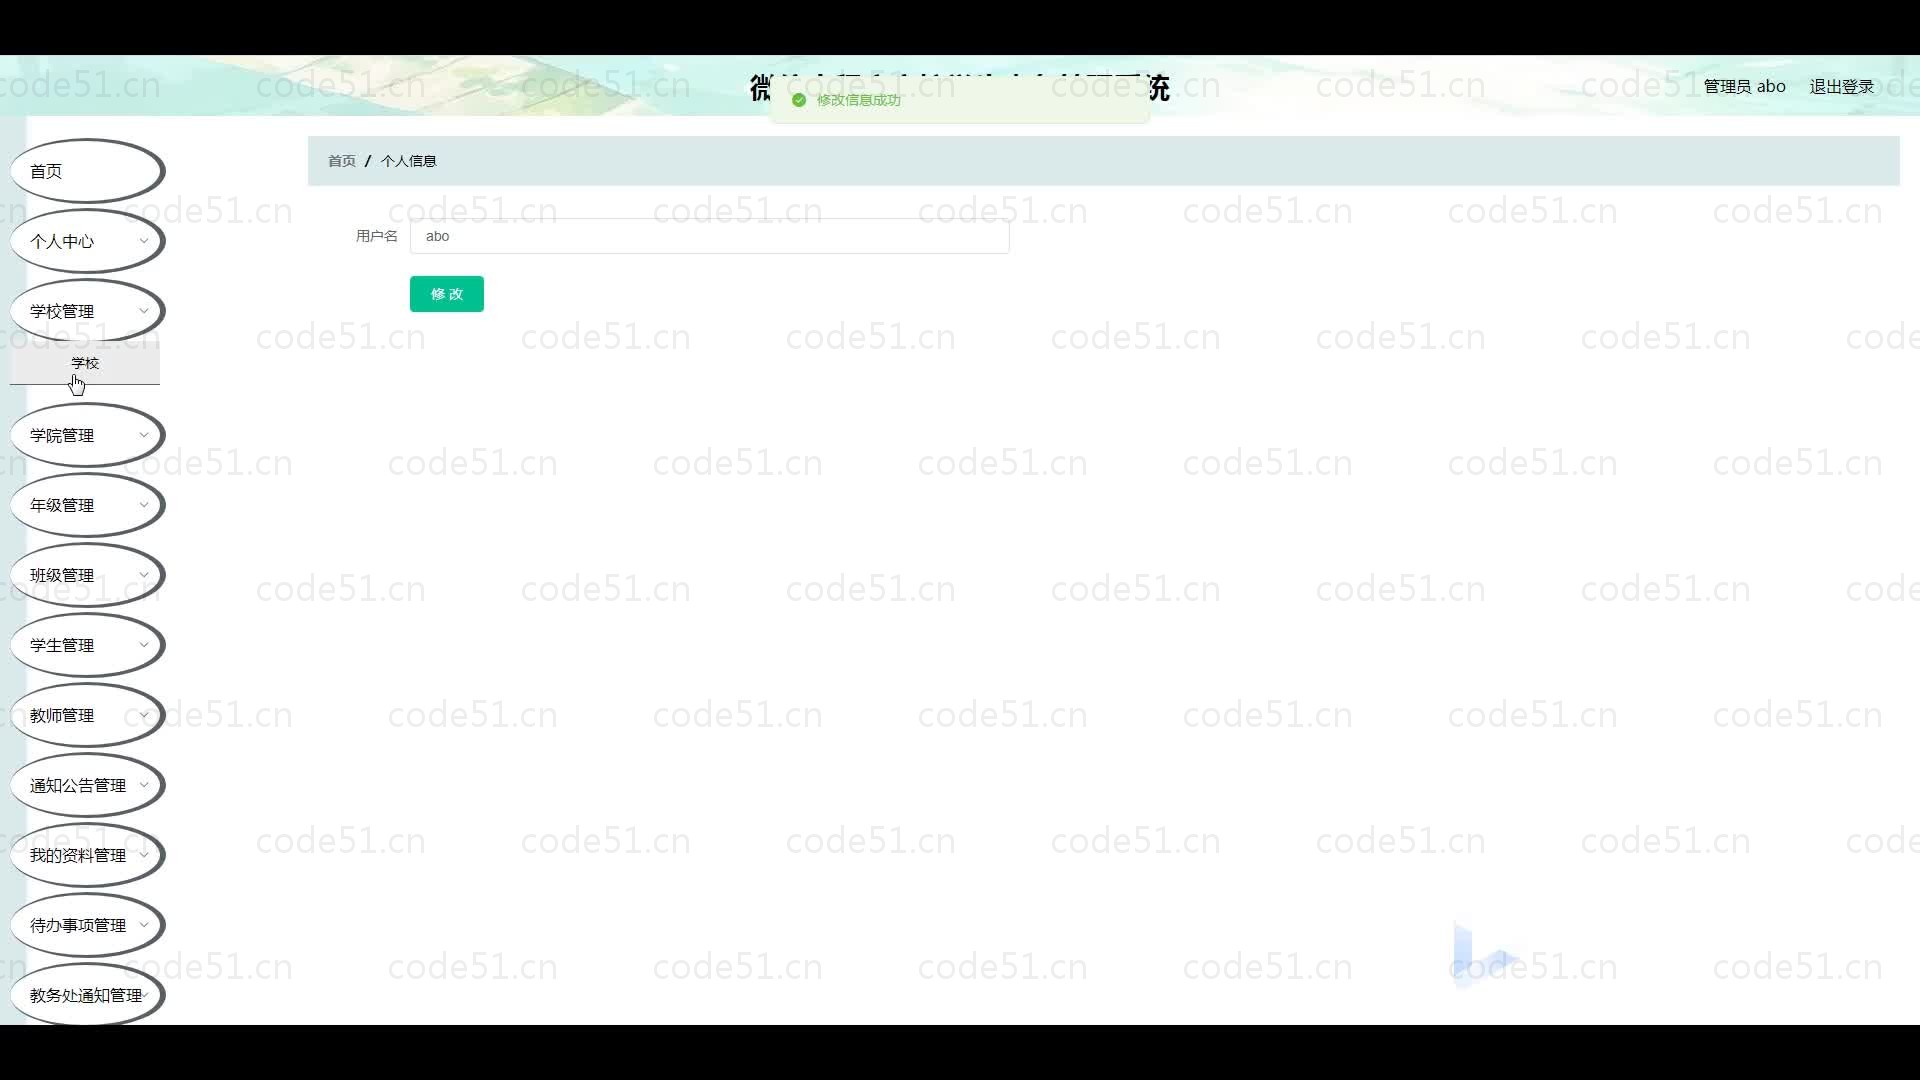 管理员 abo 退出登录
修改信息成功
首页 / 个人信息
首页
个人中心
学校管理
学校
学院管理
年级管理
班级管理
学生管理
教师管理
通知公告管理
我的资料管理
待办事项管理
教务处通知管理
用户名 abo
修 改
code51.cn